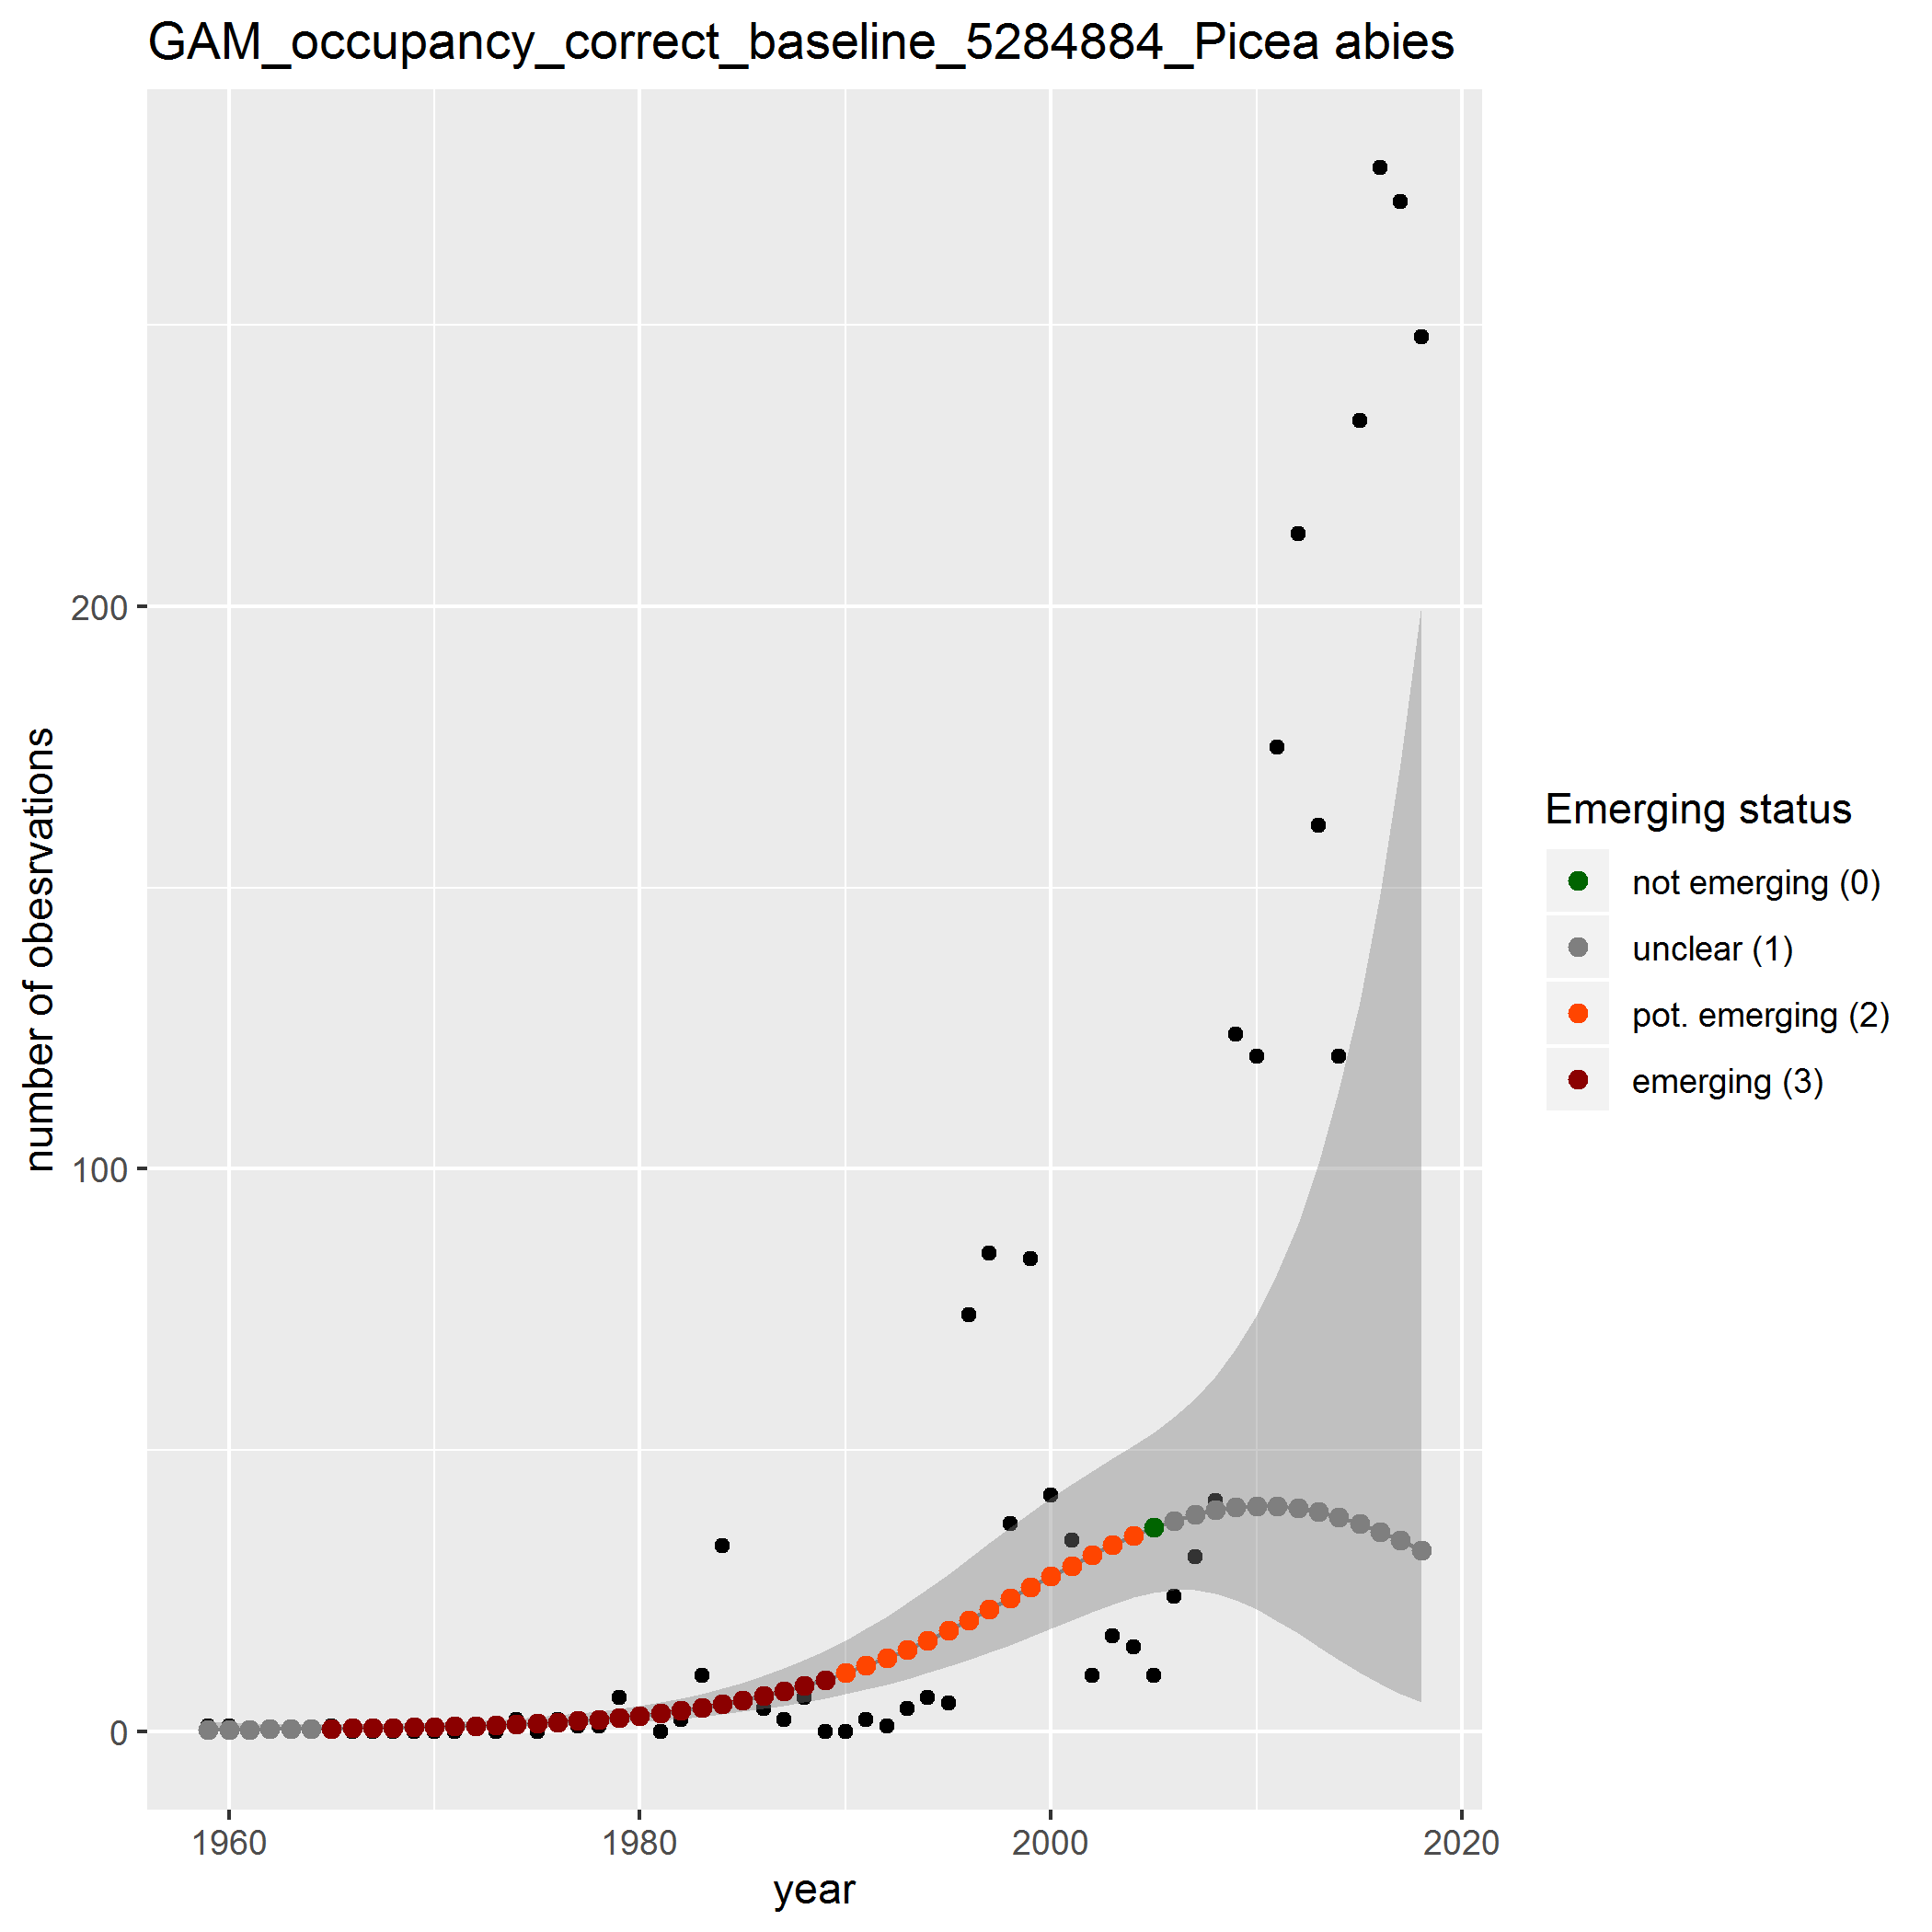 GAM_occupancy_correct_baseline_5284884_Picea abies
number of obesrvations
200
100
0
1960
1980
2000
2020
year
Emerging status
not emerging (0)
unclear (1)
pot. emerging (2)
emerging (3)